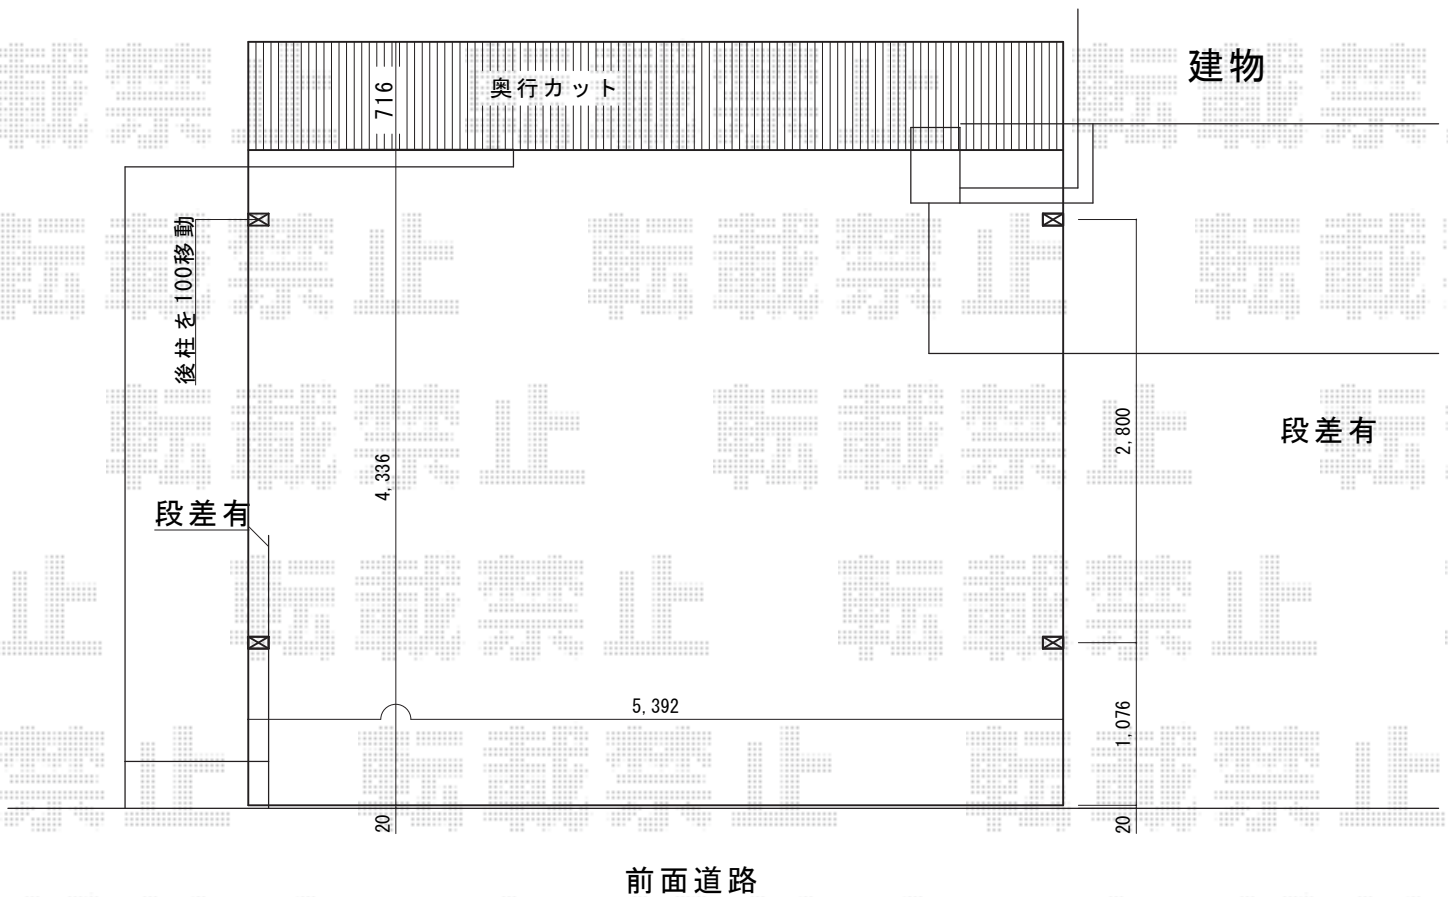 建物
716
奥行カット
後柱を100移動
2,800
段差有
4,336
段差有
5,392
1,076
20
20
前面道路
転載禁止